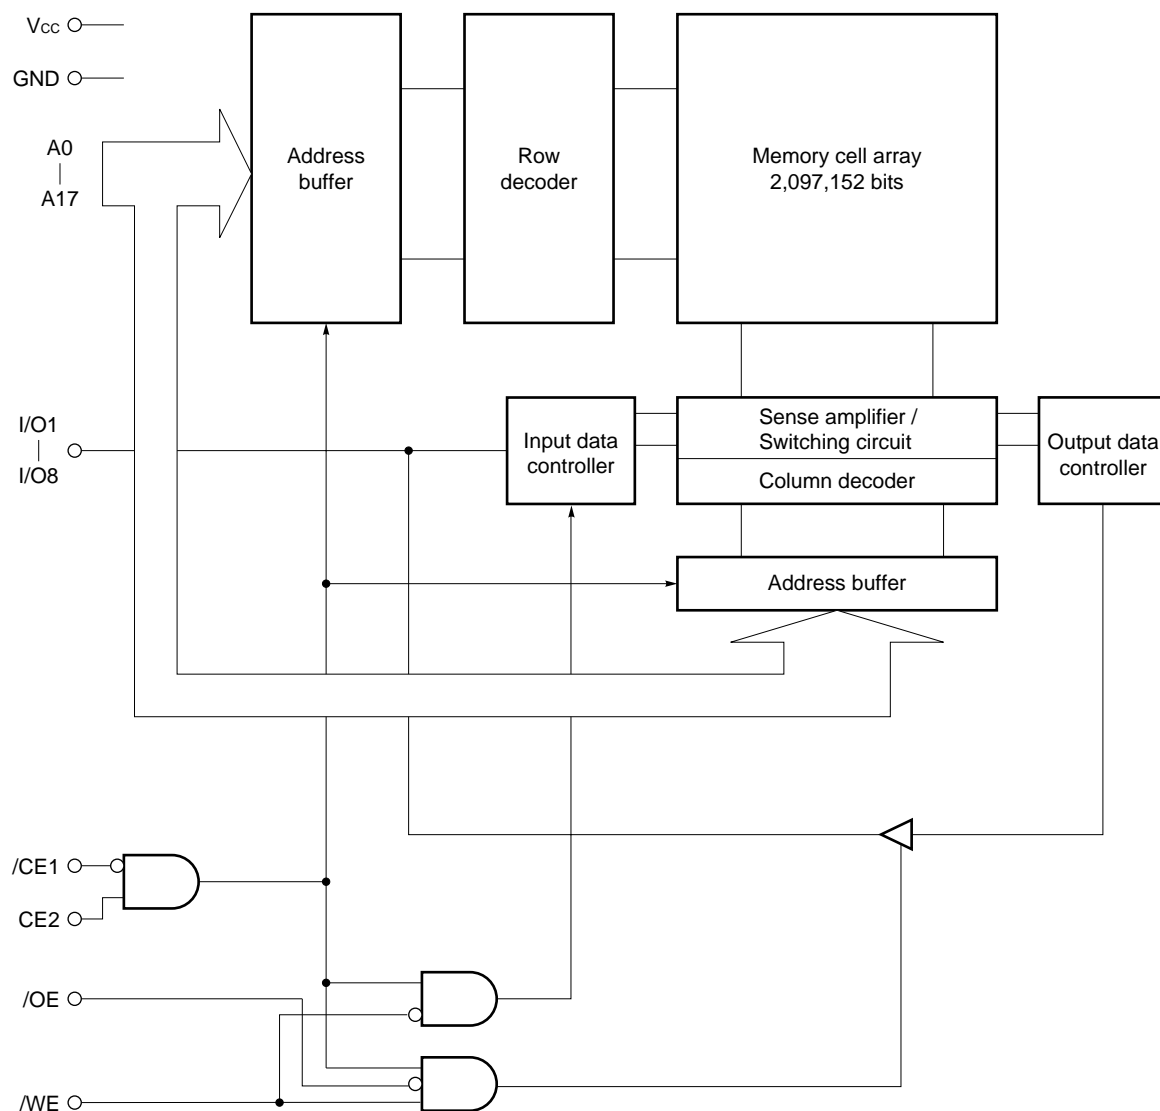 Vcc
GND
A0
A17
Address
buffer
Row
decoder
Memory cell array
2,097,152 bits
I/O1
I/O8
Input data
controller
Sense amplifier /
Switching circuit
Column decoder
Output data
controller
Address buffer
/CE1
CE2
/OE
/WE